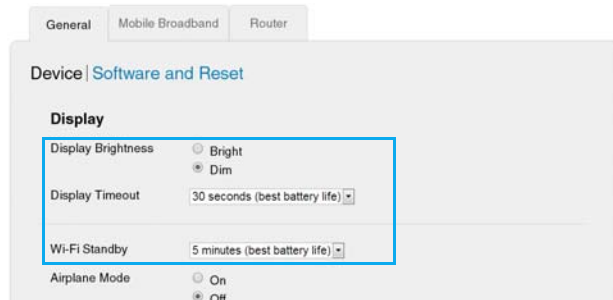 General Mobile Broadband Router
Device | Software and Reset
Display
Display Brightness Bright
Dim
Display Timeout 30 seconds (best battery life)
Wi-Fi Standby 5 minutes (best battery life)
Airplane Mode On
Off